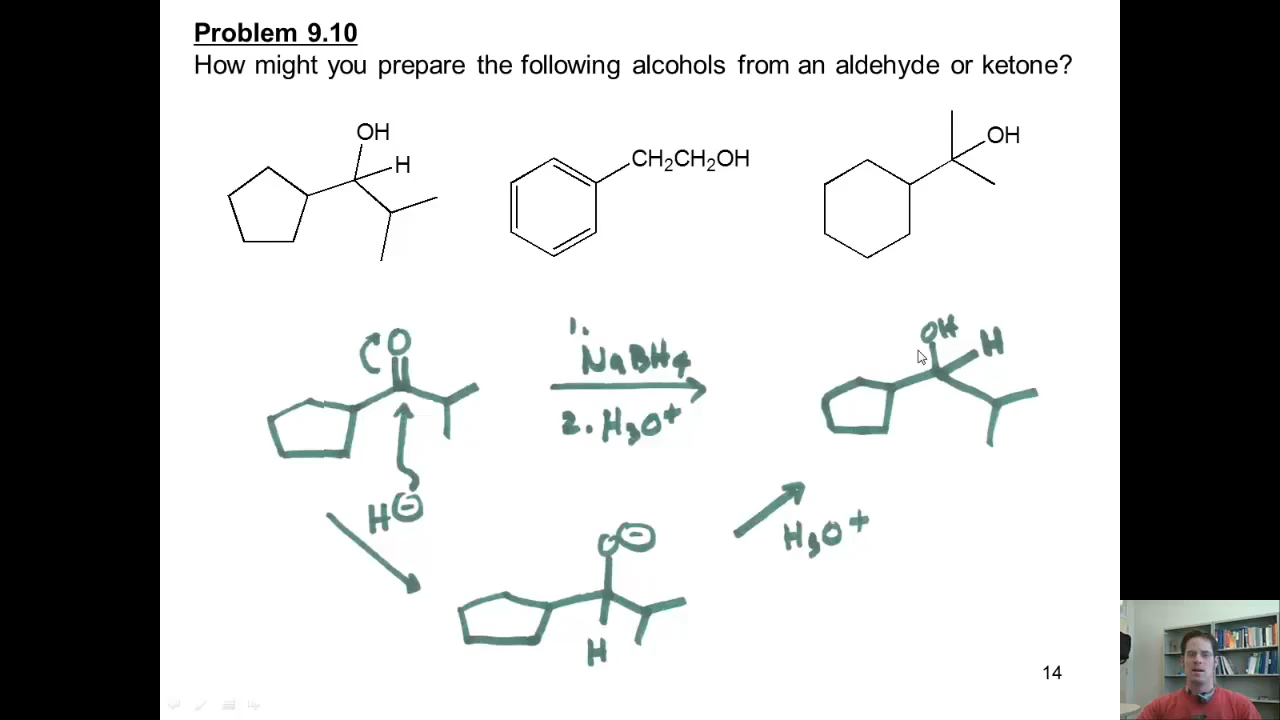 Problem 9.10
How might you prepare the following alcohols from an aldehyde or ketone?
OH
H
CH₂CH₂OH
OH
O
1.
NaBH4
2. H3O+
OH
H
H⊖
O⊖
H
H3O+
14